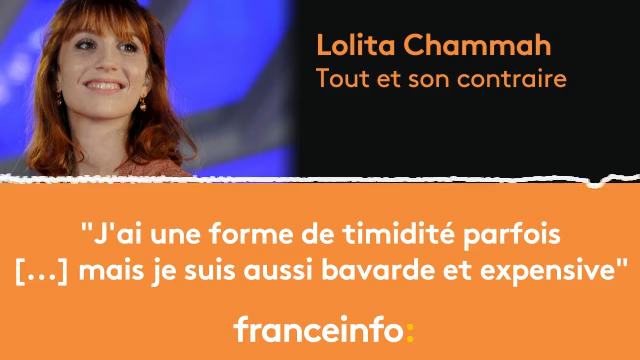 Lolita Chammah
Tout et son contraire
"J'ai une forme de timidité parfois
[...] mais je suis aussi bavarde et expensive"
franceinfo: